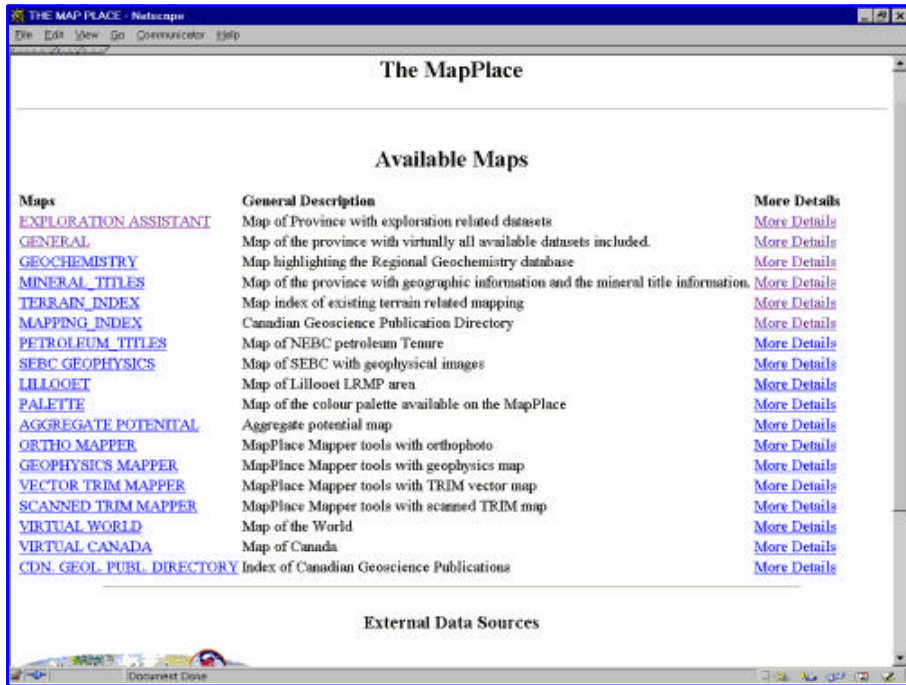 THE MAP PLACE - Netscape
File Edit View Go Communicator Help
The MapPlace
Available Maps
Maps General Description More Details
EXPLORATION ASSISTANT Map of Province with exploration related datasets More Details
GENERAL Map of the province with virtually all available datasets included. More Details
GEOCHEMISTRY Map highlighting the Regional Geochemistry database More Details
MINERAL_TITLES Map of the province with geographic information and the mineral title information. More Details
TERRAIN_INDEX Map index of existing terrain related mapping More Details
MAPPING_INDEX Canadian Geoscience Publication Directory More Details
PETROLEUM_TITLES Map of NEBC petroleum Tenure More Details
SEBC GEOPHYSICS Map of SEBC with geophysical images More Details
LILLOOET Map of Lillooet LRMP area More Details
PALETTE Map of the colour palette available on the MapPlace More Details
AGGREGATE POTENITAL Aggregate potential map More Details
ORTHO MAPPER MapPlace Mapper tools with orthophoto More Details
GEOPHYSICS MAPPER MapPlace Mapper tools with geophysics map More Details
VECTOR TRIM MAPPER MapPlace Mapper tools with TRIM vector map More Details
SCANNED TRIM MAPPER MapPlace Mapper tools with scanned TRIM map More Details
VIRTUAL WORLD Map of the World More Details
VIRTUAL CANADA Map of Canada More Details
CDN. GEOL. PUBL. DIRECTORY Index of Canadian Geoscience Publications More Details
External Data Sources
Document Done